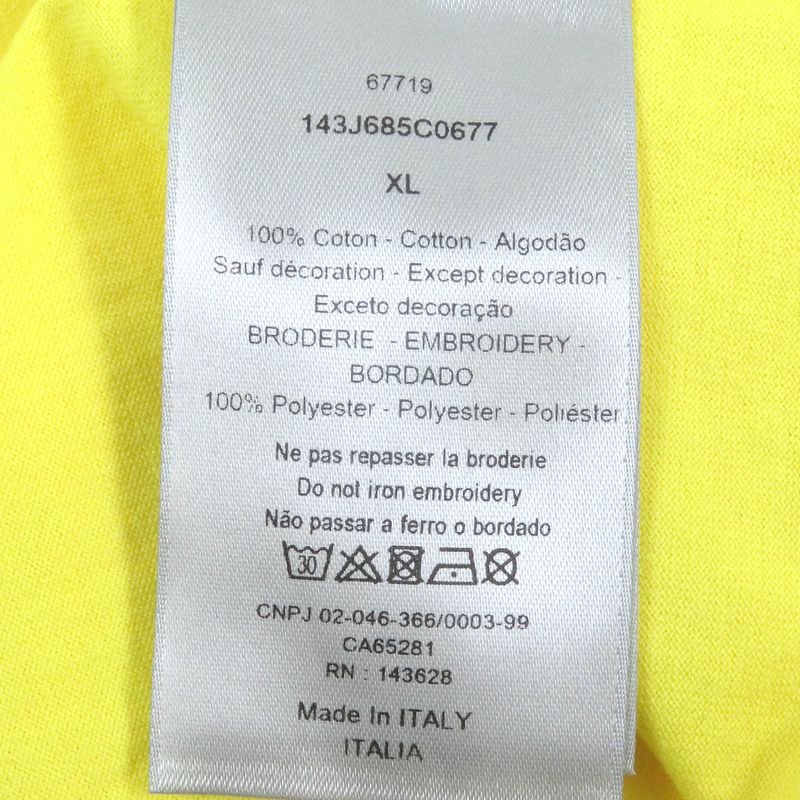 67719
143J685C0677
XL
100% Coton - Cotton - Algodão
Sauf décoration - Except decoration -
Exceto decoração
BRODERIE - EMBROIDERY -
BORDADO
100% Polyester - Polyester - Poliéster
Ne pas repasser la broderie
Do not iron embroidery
Não passar a ferro o bordado
30
CNPJ 02-046-366/0003-99
CA65281
RN : 143628
Made In ITALY
ITALIA